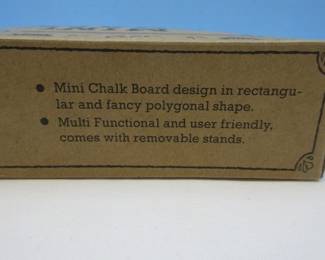 MINI
● Mini Chalk Board design in rectangu-
lar and fancy polygonal shape.
● Multi Functional and user friendly,
comes with removable stands.